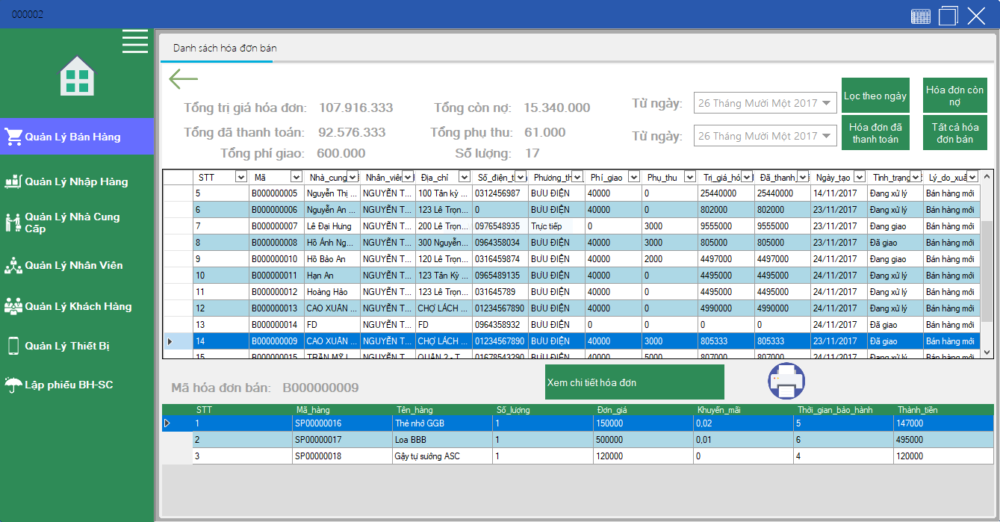 000002
Quản Lý Bán Hàng
Quản Lý Nhập Hàng
Quản Lý Nhà Cung
Cấp
Quản Lý Nhân Viên
Quản Lý Khách Hàng
Quản Lý Thiết Bị
Lập phiếu BH-SC
Danh sách hóa đơn bán
Tổng trị giá hóa đơn: 107.916.333 Tổng còn nợ: 15.340.000
Tổng đã thanh toán: 92.576.333 Tổng phụ thu: 61.000
Tổng phí giao: 600.000 Số lượng: 17
Từ ngày: 26 Tháng Mười Một 2017
Từ ngày: 26 Tháng Mười Một 2017
Lọc theo ngày
Hóa đơn còn
nợ
Hóa đơn đã
thanh toán
Tất cả hóa
đơn bán
STT Mã Nhà_cung Nhân_viên Địa_chỉ Số_điện_t Phương_th Phí_giao Phụ_thu Trị_giá_hó Đã_thanh_ Ngày_tạo Tình_trạng Lý_do_xuấ
5 B000000005 Nguyễn Thị ... NGUYỄN T... 100 Tân kỳ ... 0312456987 BƯU ĐIỆN 40000 0 25440000 25440000 14/11/2017 Đang xử lý Bán hàng mới
6 B000000006 Nguyễn An ... NGUYỄN T... 123 Lê Trọn... 0 BƯU ĐIỆN 40000 0 802000 802000 23/11/2017 Đang xử lý Bán hàng mới
7 B000000007 Lê Đại Hưng NGUYỄN T... 200 Lê Trọn... 0976548935 Trực tiếp 0 3000 9555000 9555000 23/11/2017 Đang giao Bán hàng mới
8 B000000008 Hồ Ánh Ng... NGUYỄN T... 300 Nguyễn... 0964358034 BƯU ĐIỆN 40000 3000 805000 805000 23/11/2017 Đã giao Bán hàng mới
9 B000000010 Hồ Bảo An NGUYỄN T... 120 Lê Trọn... 0316459874 BƯU ĐIỆN 40000 2000 4497000 4497000 24/11/2017 Đang giao Bán hàng mới
10 B000000011 Hạn An NGUYỄN T... 123 Tân Kỳ ... 0965489135 BƯU ĐIỆN 40000 0 4495000 4495000 24/11/2017 Đang xử lý Bán hàng mới
11 B000000012 Hoàng Hảo NGUYỄN T... 123 Lê Trọn... 031645789 BƯU ĐIỆN 40000 0 4495000 4495000 24/11/2017 Đang xử lý Bán hàng mới
12 B000000013 CAO XUÂN ... NGUYỄN T... CHỢ LÁCH ... 01234567890 BƯU ĐIỆN 40000 0 4990000 4990000 24/11/2017 Đang xử lý Bán hàng mới
13 B000000014 FD NGUYỄN T... FD 0964358932 BƯU ĐIỆN 0 0 0 0 24/11/2017 Đã giao Bán hàng mới
14 B000000009 CAO XUÂN ... NGUYỄN T... CHỢ LÁCH ... 01234567890 BƯU ĐIỆN 40000 3000 805333 805333 23/11/2017 Đã giao Bán hàng mới
15 B000000015 TRẦN MỸ L... NGUYỄN T... QUẬN 2 - T... 01678543290 BƯU ĐIỆN 40000 5000 807000 807000 24/11/2017 Đang xử lý Bán hàng mới
Mã hóa đơn bán: B000000009
Xem chi tiết hóa đơn
STT Mã_hàng Tên_hàng Số_lượng Đơn_giá Khuyến_mãi Thời_gian_bảo_hành Thành_tiền
1 SP00000016 Thẻ nhớ GGB 1 150000 0,02 5 147000
2 SP00000017 Loa BBB 1 500000 0,01 6 495000
3 SP00000018 Gậy tự sướng ASC 1 120000 0 4 120000